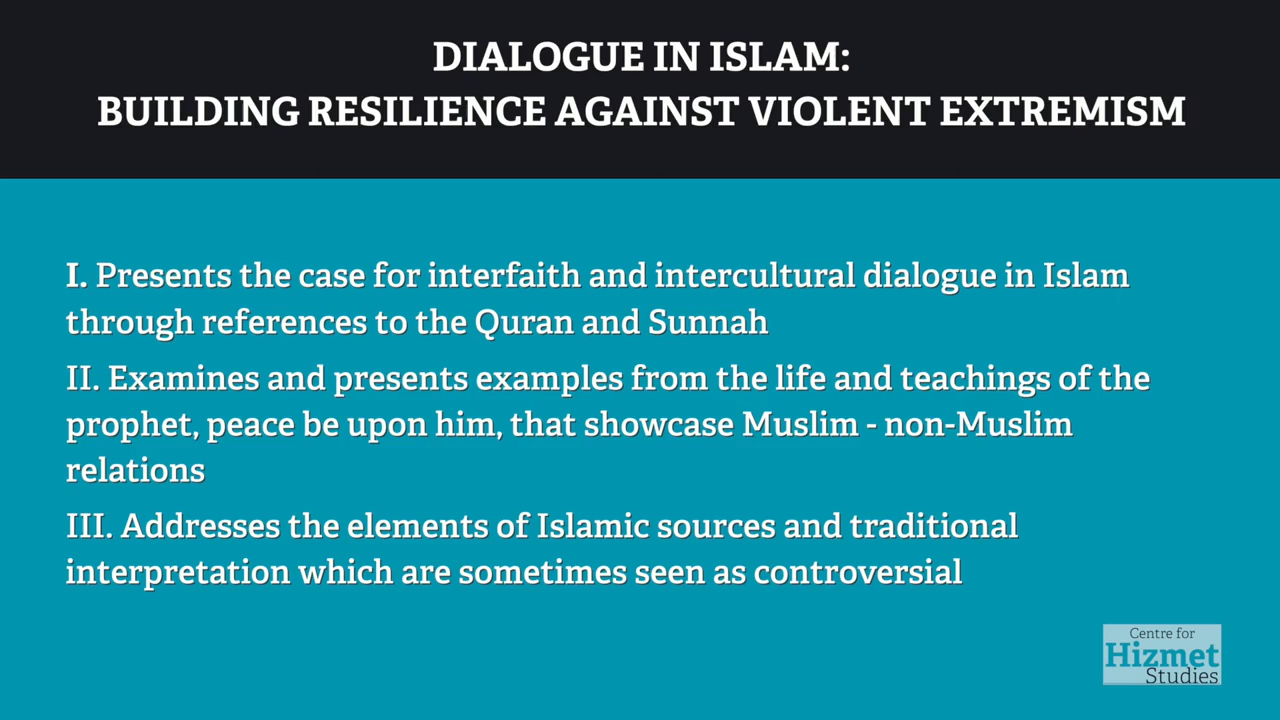 DIALOGUE IN ISLAM:
BUILDING RESILIENCE AGAINST VIOLENT EXTREMISM
I. Presents the case for interfaith and intercultural dialogue in Islam
through references to the Quran and Sunnah
II. Examines and presents examples from the life and teachings of the
prophet, peace be upon him, that showcase Muslim - non-Muslim
relations
III. Addresses the elements of Islamic sources and traditional
interpretation which are sometimes seen as controversial
Centre for
Hizmet
Studies